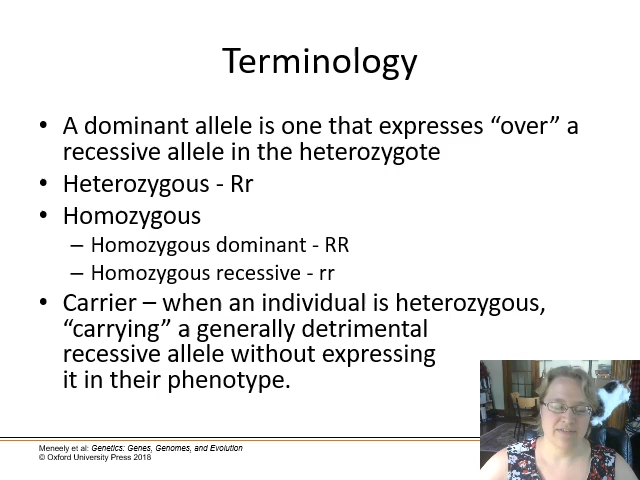 Terminology
• A dominant allele is one that expresses “over” a
recessive allele in the heterozygote
• Heterozygous - Rr
• Homozygous
– Homozygous dominant - RR
– Homozygous recessive - rr
• Carrier – when an individual is heterozygous,
“carrying” a generally detrimental
recessive allele without expressing
it in their phenotype.
Meneely et al: Genetics: Genes, Genomes, and Evolution
© Oxford University Press 2018